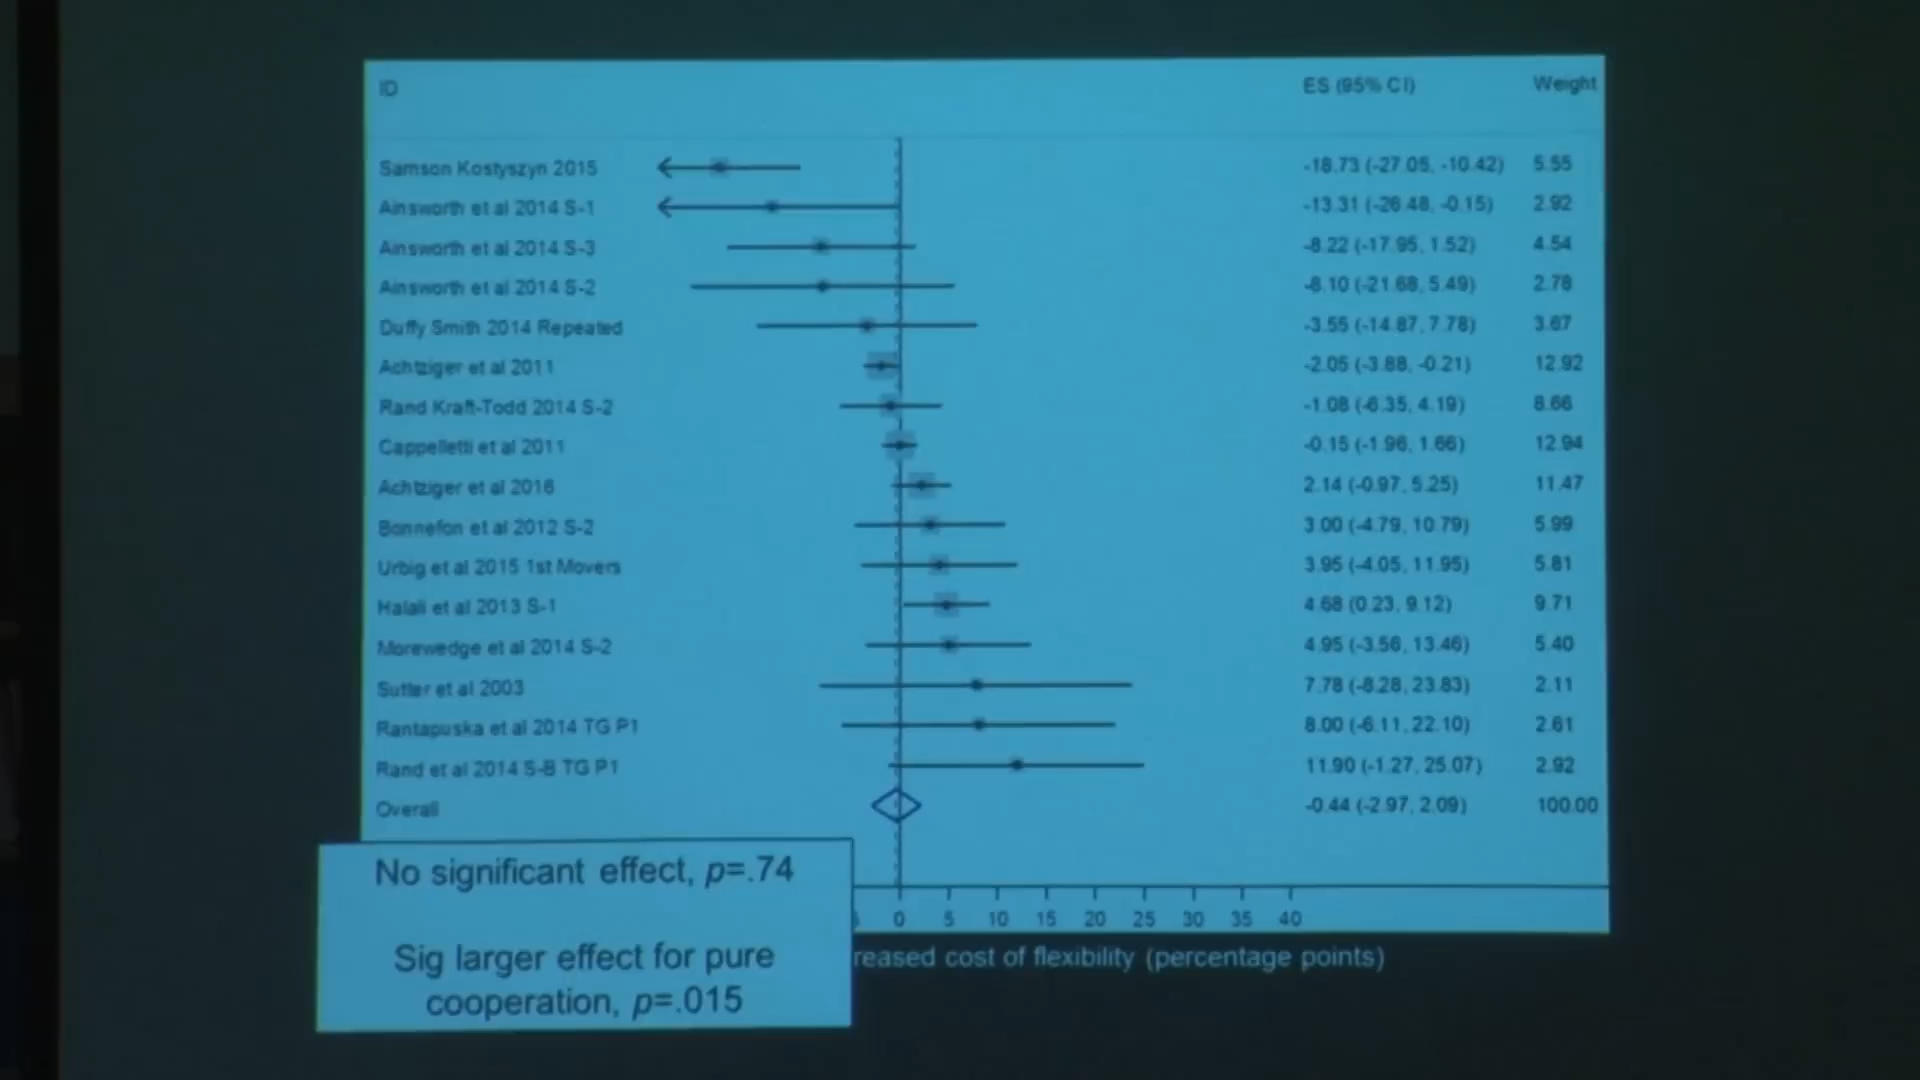 ID ES (95% CI) Weight
Samson Kostyszyn 2015 -18.73 (-27.05, -10.42) 5.55
Ainsworth et al 2014 S-1 -13.31 (-26.48, -0.15) 2.92
Ainsworth et al 2014 S-3 -8.22 (-17.95, 1.52) 4.54
Ainsworth et al 2014 S-2 -8.10 (-21.68, 5.49) 2.78
Duffy Smith 2014 Repeated -3.55 (-14.87, 7.78) 3.67
Achtziger et al 2011 -2.05 (-3.88, -0.21) 12.92
Rand Kraft-Todd 2014 S-2 -1.08 (-6.35, 4.19) 8.66
Cappelletti et al 2011 -0.15 (-1.96, 1.66) 12.94
Achtziger et al 2016 2.14 (-0.97, 5.25) 11.47
Bonnefon et al 2012 S-2 3.00 (-4.79, 10.79) 5.99
Urbig et al 2015 1st Movers 3.95 (-4.05, 11.95) 5.81
Halali et al 2013 S-1 4.68 (0.23, 9.12) 9.71
Morewedge et al 2014 S-2 4.95 (-3.56, 13.46) 5.40
Sutter et al 2003 7.78 (-8.28, 23.83) 2.11
Rantapuska et al 2014 TG P1 8.00 (-6.11, 22.10) 2.61
Rand et al 2014 S-8 TG P1 11.90 (-1.27, 25.07) 2.92
Overall -0.44 (-2.97, 2.09) 100.00
0 5 10 15 20 25 30 35 40
reased cost of flexibility (percentage points)
No significant effect, p=.74
Sig larger effect for pure
cooperation, p=.015